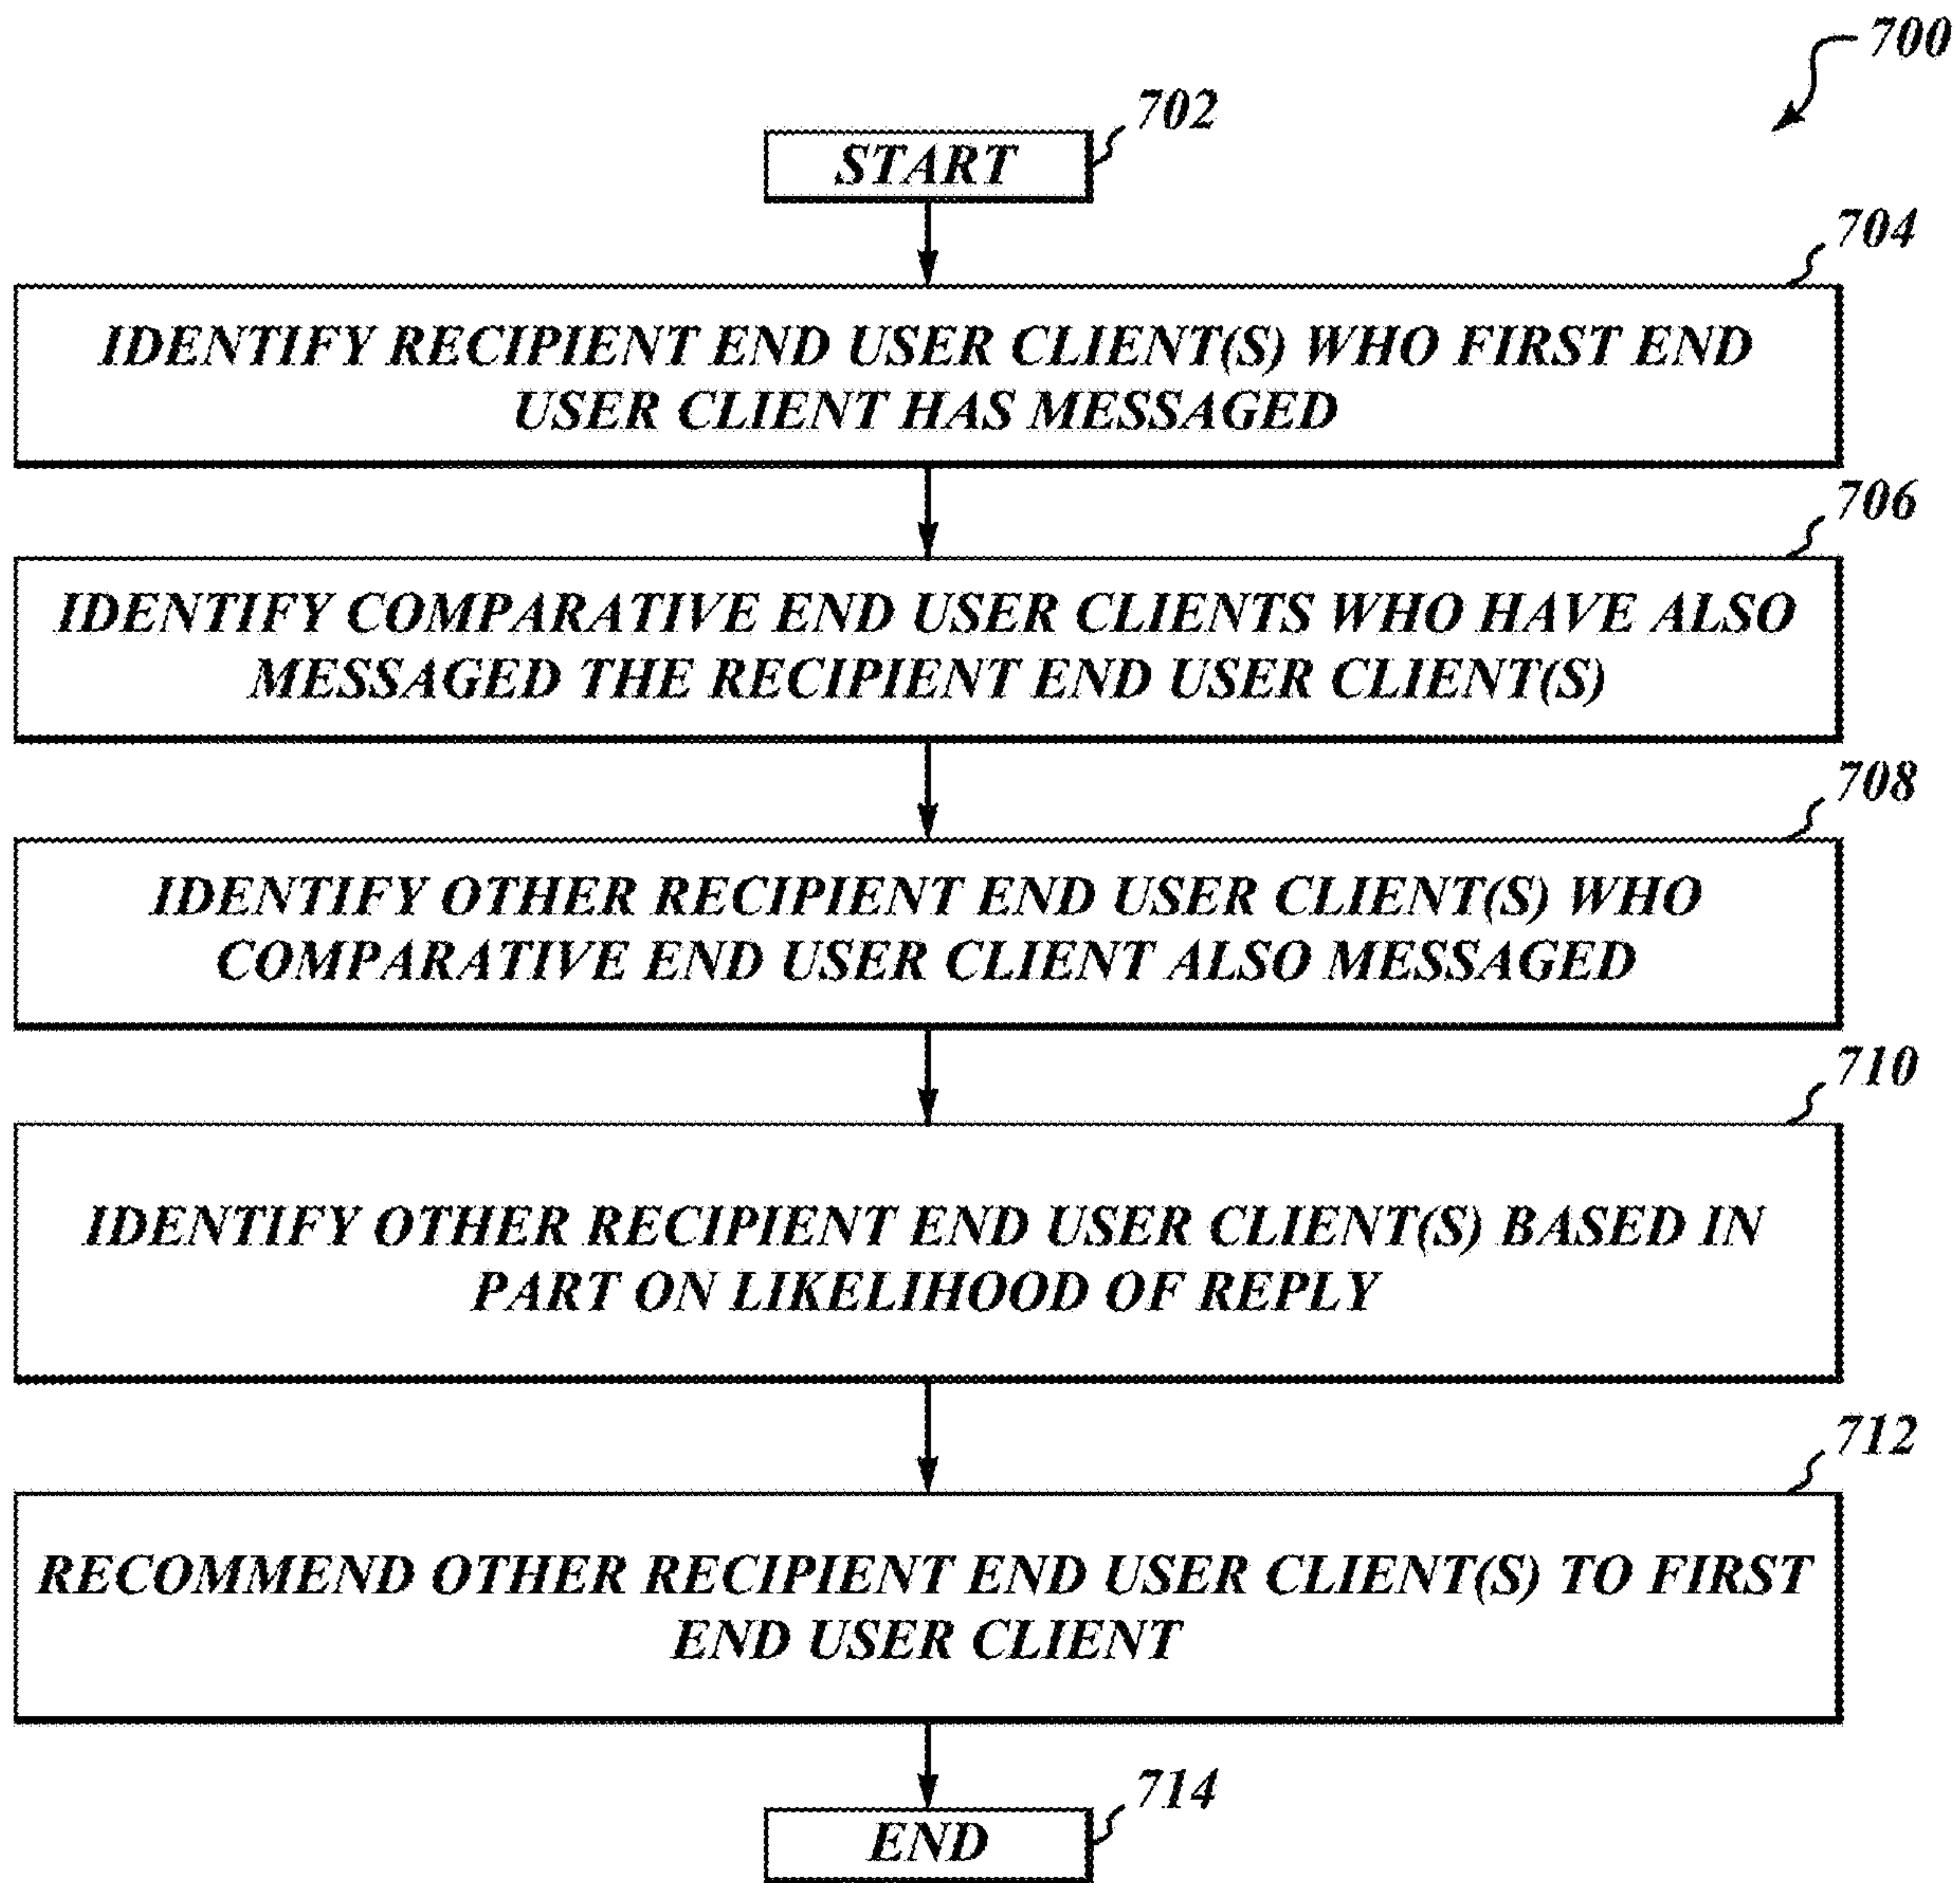 700
702
START
704
IDENTIFY RECIPIENT END USER CLIENT(S) WHO FIRST END
USER CLIENT HAS MESSAGED
706
IDENTIFY COMPARATIVE END USER CLIENTS WHO HAVE ALSO
MESSAGED THE RECIPIENT END USER CLIENT(S)
708
IDENTIFY OTHER RECIPIENT END USER CLIENT(S) WHO
COMPARATIVE END USER CLIENT ALSO MESSAGED
710
IDENTIFY OTHER RECIPIENT END USER CLIENT(S) BASED IN
PART ON LIKELIHOOD OF REPLY
712
RECOMMEND OTHER RECIPIENT END USER CLIENT(S) TO FIRST
END USER CLIENT
714
END